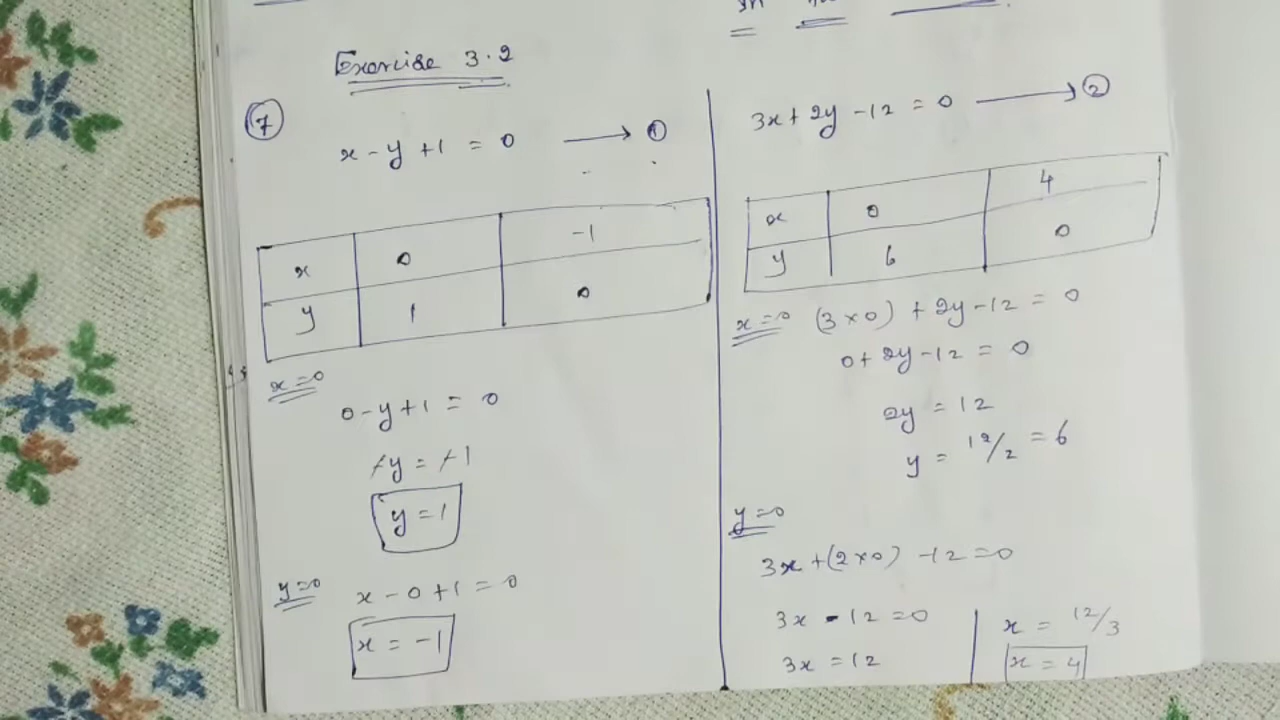 Exercise 3.2
7
x - y + 1 = 0 ⟶ 1
x 0 -1
y 1 0
x=0
0 - y + 1 = 0
-y = -1
y = 1
y=0
x - 0 + 1 = 0
x = -1
3x + 2y - 12 = 0 ⟶ 2
x 0 4
y 6 0
x=0 (3×0) + 2y - 12 = 0
0 + 2y - 12 = 0
2y = 12
y = 12/2 = 6
y=0
3x + (2×0) - 12 = 0
3x - 12 = 0
3x = 12
x = 12/3
x = 4